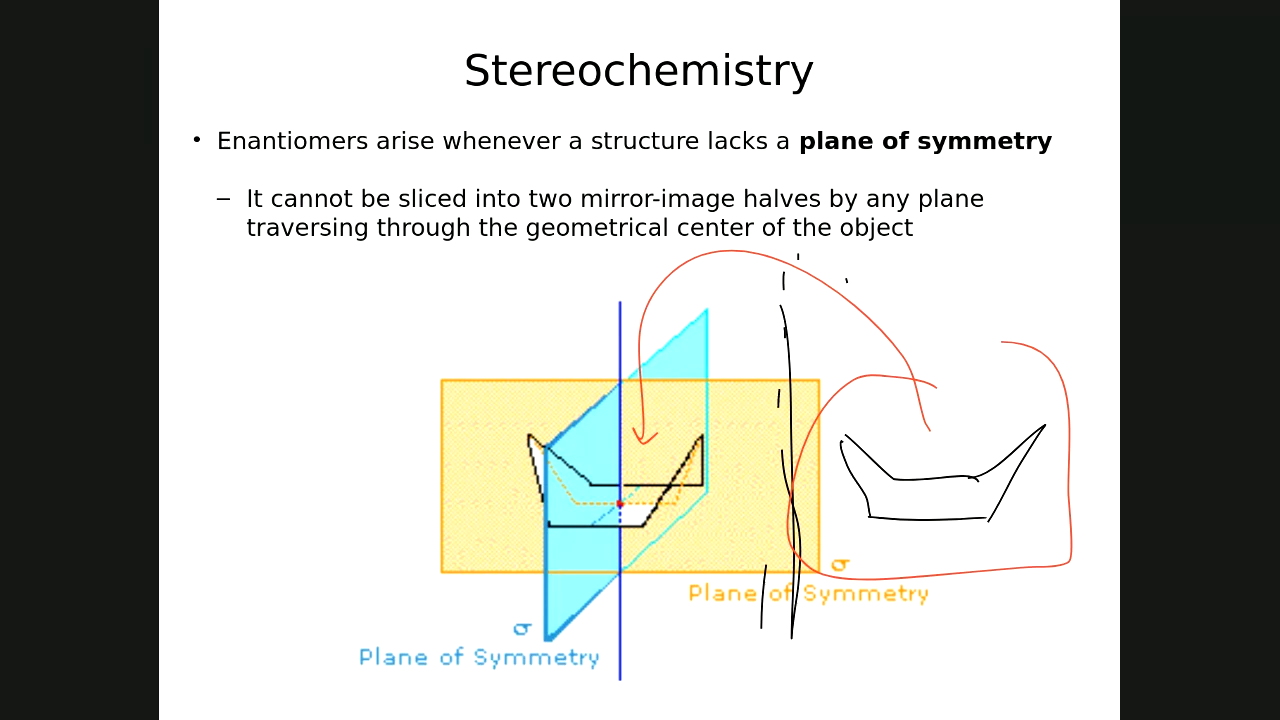 Stereochemistry
• Enantiomers arise whenever a structure lacks a plane of symmetry
– It cannot be sliced into two mirror-image halves by any plane
traversing through the geometrical center of the object
σ
Plane of Symmetry
σ
Plane of Symmetry